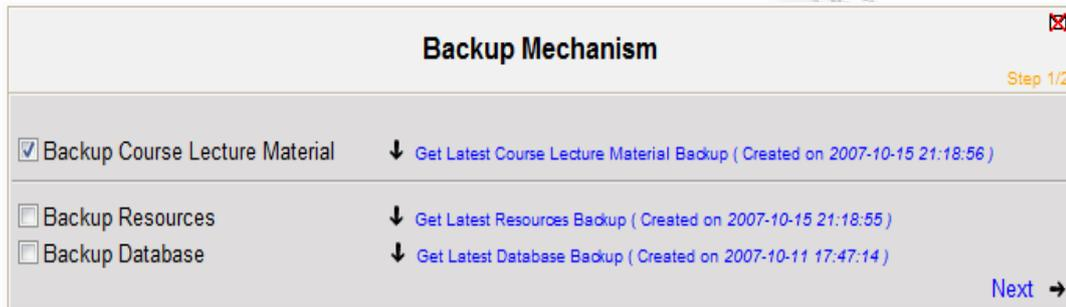 Backup Mechanism
Step 1/2
Backup Course Lecture Material Get Latest Course Lecture Material Backup ( Created on 2007-10-15 21:18:56 )
Backup Resources Get Latest Resources Backup ( Created on 2007-10-15 21:18:55 )
Backup Database Get Latest Database Backup ( Created on 2007-10-11 17:47:14 )
Next